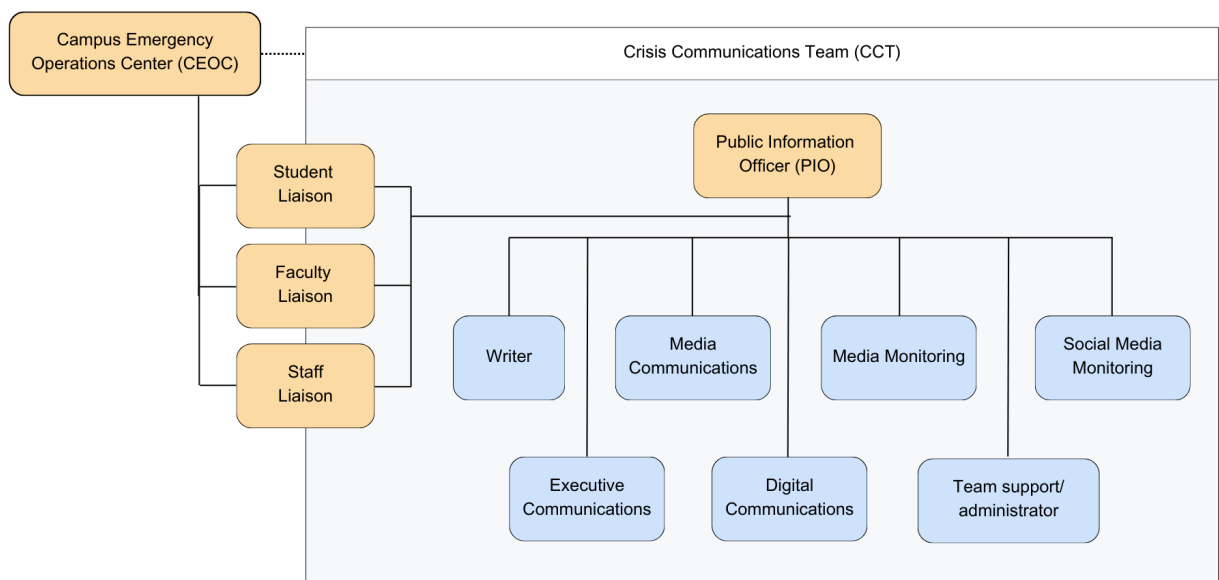 Campus Emergency
Operations Center (CEOC)
Crisis Communications Team (CCT)
Public Information
Officer (PIO)
Student
Liaison
Faculty
Liaison
Staff
Liaison
Writer
Media
Communications
Media Monitoring
Social Media
Monitoring
Executive
Communications
Digital
Communications
Team support/
administrator